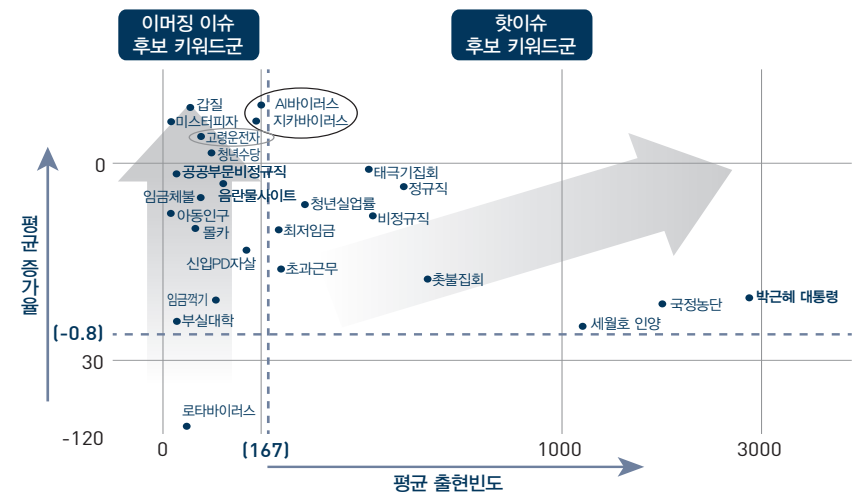 이머징 이슈
후보 키워드군
핫이슈
후보 키워드군
갑질
AI바이러스
미스터피자
지카바이러스
고령운전자
청년수당
0
공공부문비정규직
태극기집회
음란물사이트
정규직
임금체불
청년실업률
아동인구
비정규직
몰카
최저임금
신입PD자살
초과근무
촛불집회
임금꺽기
국정농단
박근혜 대통령
부실대학
세월호 인양
(-0.8)
30
로타바이러스
-120
0
(167)
1000
3000
평균 증가율
평균 출현빈도